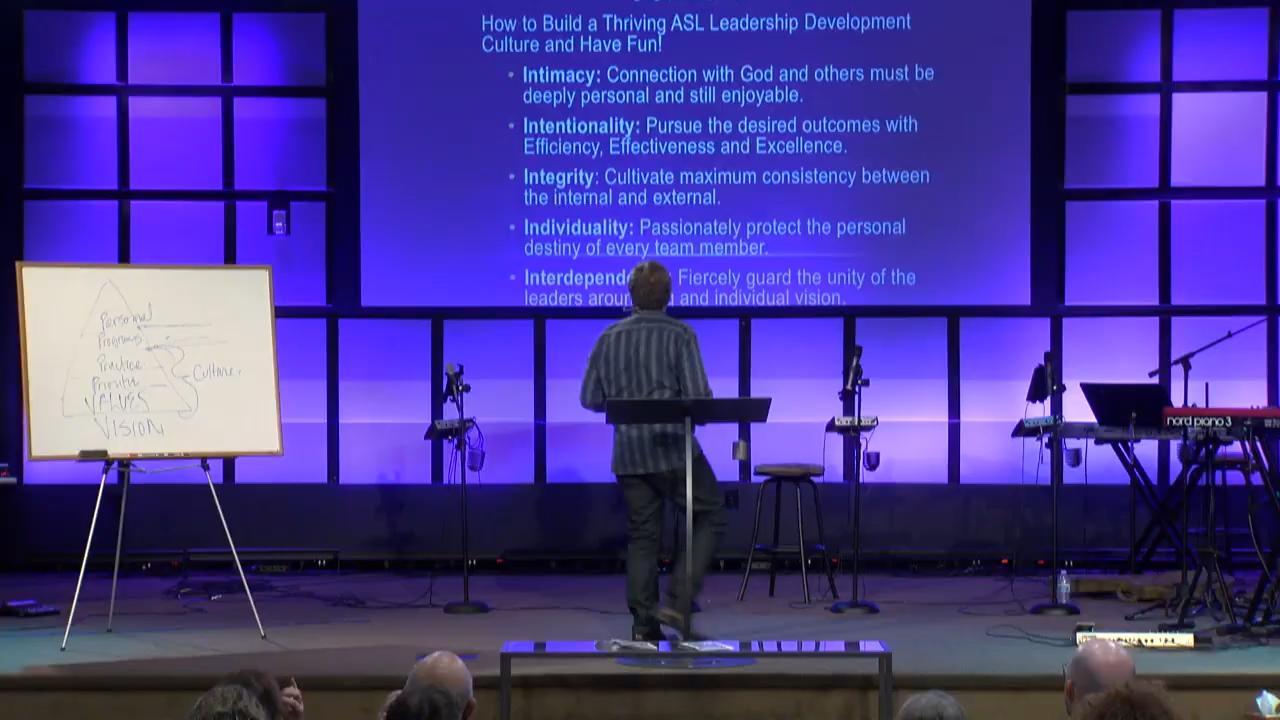 How to Build a Thriving ASL Leadership Development
Culture and Have Fun!
• Intimacy: Connection with God and others must be
deeply personal and still enjoyable.
• Intentionality: Pursue the desired outcomes with
Efficiency, Effectiveness and Excellence.
• Integrity: Cultivate maximum consistency between
the internal and external.
• Individuality: Passionately protect the personal
destiny of every team member.
• Interdepend Fiercely guard the unity of the
leaders and individual vision.
Personal
Programs
Practice
Culture.
VALUES
VISION
nord piano 3